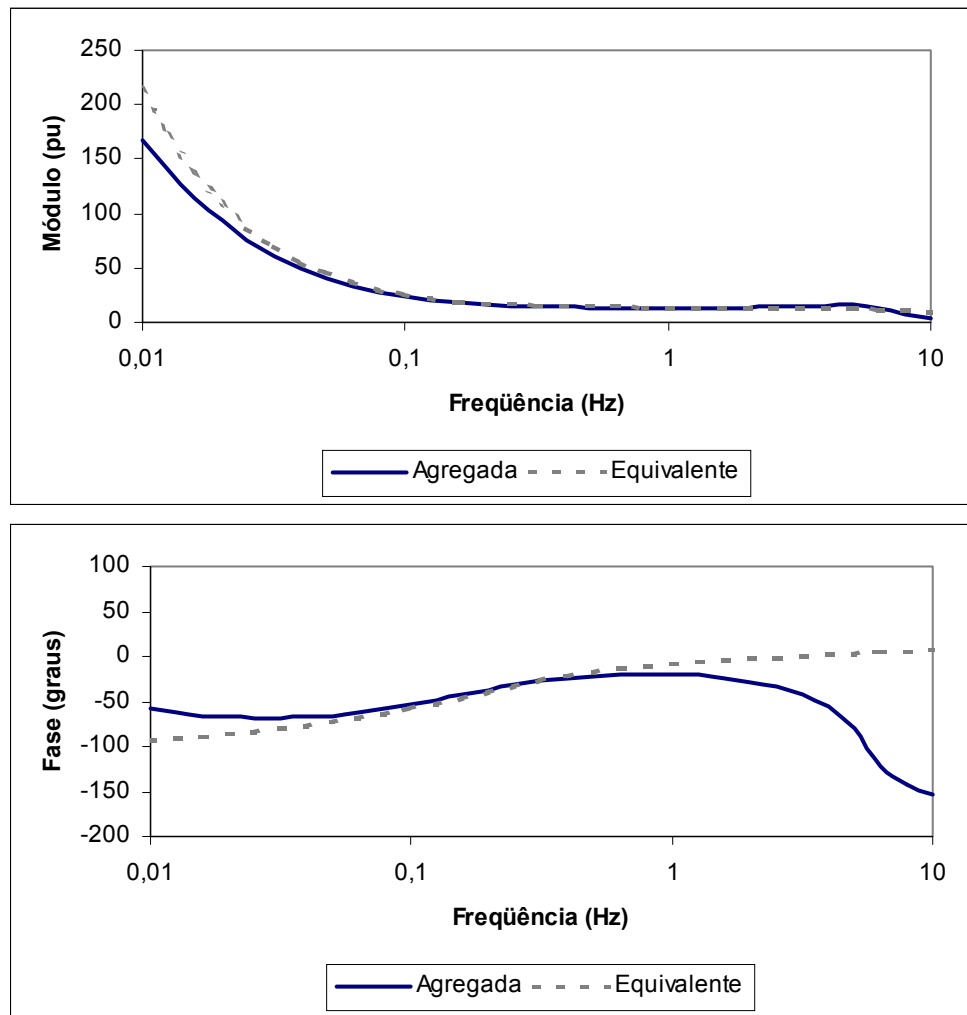 250
200
150
100
50
0
Módulo (pu)
0,01 0,1 1 10
Freqüência (Hz)
Agregada Equivalente
100
50
0
-50
-100
-150
-200
Fase (graus)
0,01 0,1 1 10
Freqüência (Hz)
Agregada Equivalente